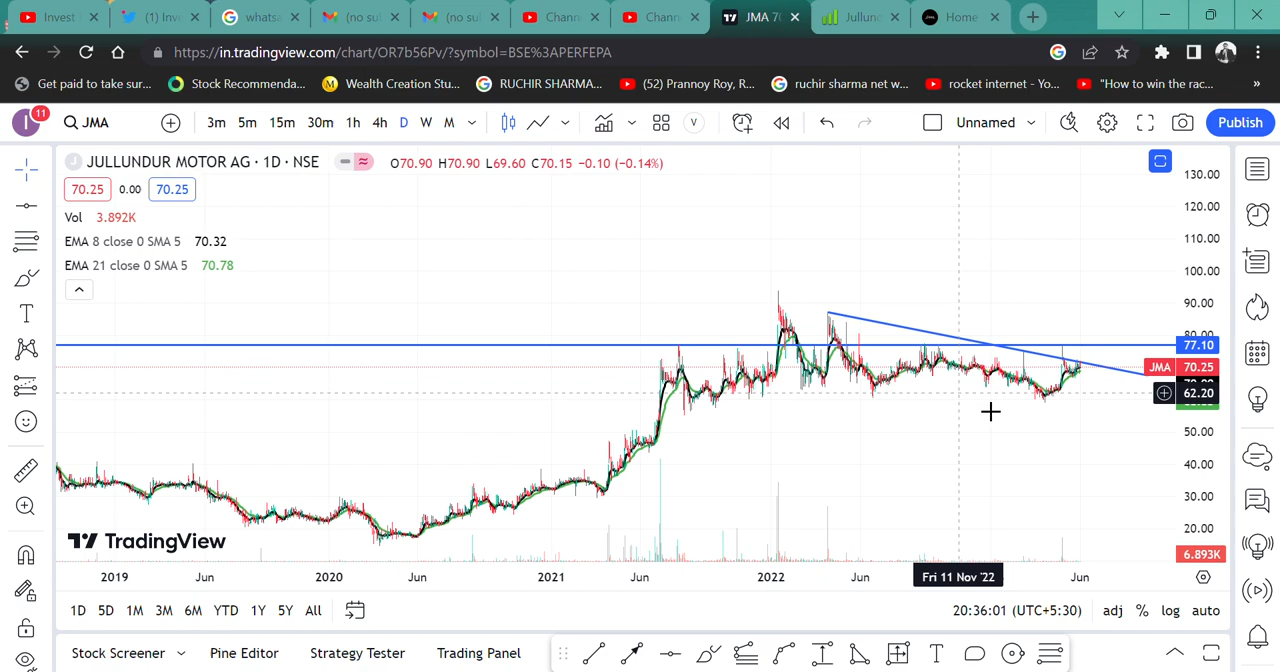 Invest
(1) Inv
whatsa
(no sul
(no sul
Chann
Chann
JMA 70
Jullund
Home
https://in.tradingview.com/chart/OR7b56Pv/?symbol=BSE%3APERFEPA
Get paid to take sur...
Stock Recommenda...
Wealth Creation Stu...
RUCHIR SHARMA...
(52) Prannoy Roy, R...
ruchir sharma net w...
rocket internet - Yo...
"How to win the rac...
»
I 11
JMA
3m 5m 15m 30m 1h 4h D W M
V
Unnamed
Publish
J JULLUNDUR MOTOR AG · 1D · NSE
O70.90 H70.90 L69.60 C70.15 −0.10 (−0.14%)
70.25 0.00 70.25
Vol 3.892K
EMA 8 close 0 SMA 5 70.32
EMA 21 close 0 SMA 5 70.78
130.00
120.00
110.00
100.00
90.00
80.00
77.10
JMA 70.25
62.20
50.00
40.00
30.00
20.00
6.893K
TradingView
2019 Jun 2020 Jun 2021 Jun 2022 Jun Fri 11 Nov '22 Jun
1D 5D 1M 3M 6M YTD 1Y 5Y All
20:36:01 (UTC+5:30) adj % log auto
Stock Screener Pine Editor Strategy Tester Trading Panel